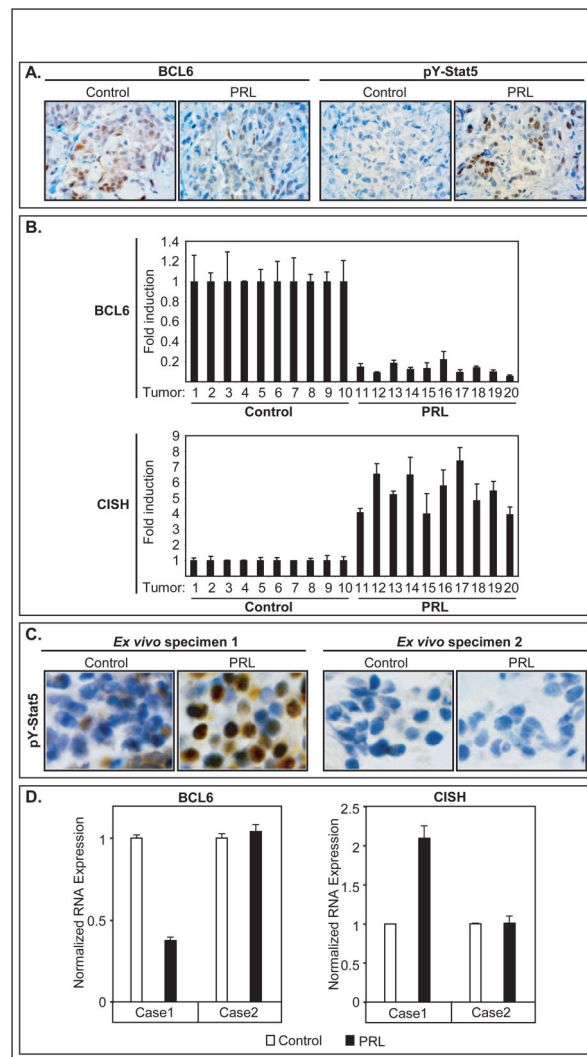 A.
BCL6 pY-Stat5
Control PRL Control PRL
B.
1.4
1.2
1
0.8
0.6
0.4
0.2
Fold induction
BCL6
Tumor: 1 2 3 4 5 6 7 8 9 10 11 12 13 14 15 16 17 18 19 20
Control PRL
9
8
7
6
5
4
3
2
1
Fold induction
CISH
Tumor: 1 2 3 4 5 6 7 8 9 10 11 12 13 14 15 16 17 18 19 20
Control PRL
C.
Ex vivo specimen 1 Ex vivo specimen 2
Control PRL Control PRL
pY-Stat5
D.
BCL6
Normalized RNA Expression
1
0.5
0
Case1 Case2
CISH
Normalized RNA Expression
2.5
2
1.5
1
0.5
0
Case1 Case2
Control PRL